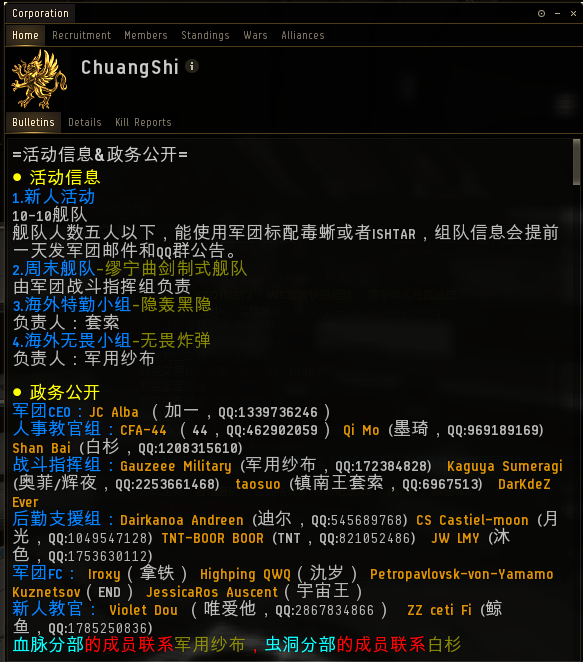 Corporation
Home Recruitment Members Standings Wars Alliances
ChuangShi
Bulletins Details Kill Reports
=活动信息&政务公开=
● 活动信息
1.新人活动
10-10舰队
舰队人数五人以下，能使用军团标配毒蜥或者ISHTAR，组队信息会提前
一天发军团邮件和QQ群公告。
2.周末舰队-缪宁曲剑制式舰队
由军团战斗指挥组负责
3.海外特勤小组-隐轰黑隐
负责人：套索
4.海外无畏小组-无畏炸弹
负责人：军用纱布
● 政务公开
军团CEO：JC Alba （加一，QQ:1339736246）
人事教官组：CFA-44 （44，QQ:462902059） Qi Mo (墨琦，QQ:969189169)
Shan Bai (白杉，QQ:1208315610)
战斗指挥组：Gauzeee Military (军用纱布，QQ:172384828) Kaguya Sumeragi
(奥菲/辉夜，QQ:2253661468) taosuo (镇南王套索，QQ:6967513) DarKdeZ
Ever
后勤支援组：Dairkanoa Andreen (迪尔，QQ:545689768) CS Castiel-moon (月
光，QQ:1049547128) TNT-BOOR BOOR (TNT，QQ:821052486) JW LMY (沐
色，QQ:1753630112)
军团FC： Iroxy（拿铁） Highping QWQ（氿岁） Petropavlovsk-von-Yamamo
Kuznetsov（END） JessicaRos Auscent（宇宙王）
新人教官： Violet Dou （唯爱他，QQ:2867834866） ZZ ceti Fi (鲸
鱼，QQ:1785250836)
血脉分部的成员联系军用纱布，虫洞分部的成员联系白杉